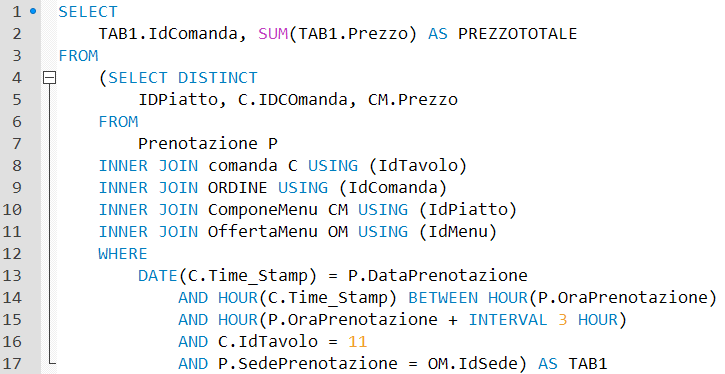 1 SELECT
2 TAB1.IdComanda, SUM(TAB1.Prezzo) AS PREZZOTOTALE
3 FROM
4 (SELECT DISTINCT
5 IDPiatto, C.IDCOmanda, CM.Prezzo
6 FROM
7 Prenotazione P
8 INNER JOIN comanda C USING (IdTavolo)
9 INNER JOIN ORDINE USING (IdComanda)
10 INNER JOIN ComponeMenu CM USING (IdPiatto)
11 INNER JOIN OffertaMenu OM USING (IdMenu)
12 WHERE
13 DATE(C.Time_Stamp) = P.DataPrenotazione
14 AND HOUR(C.Time_Stamp) BETWEEN HOUR(P.OraPrenotazione)
15 AND HOUR(P.OraPrenotazione + INTERVAL 3 HOUR)
16 AND C.IdTavolo = 11
17 AND P.SedePrenotazione = OM.IdSede) AS TAB1